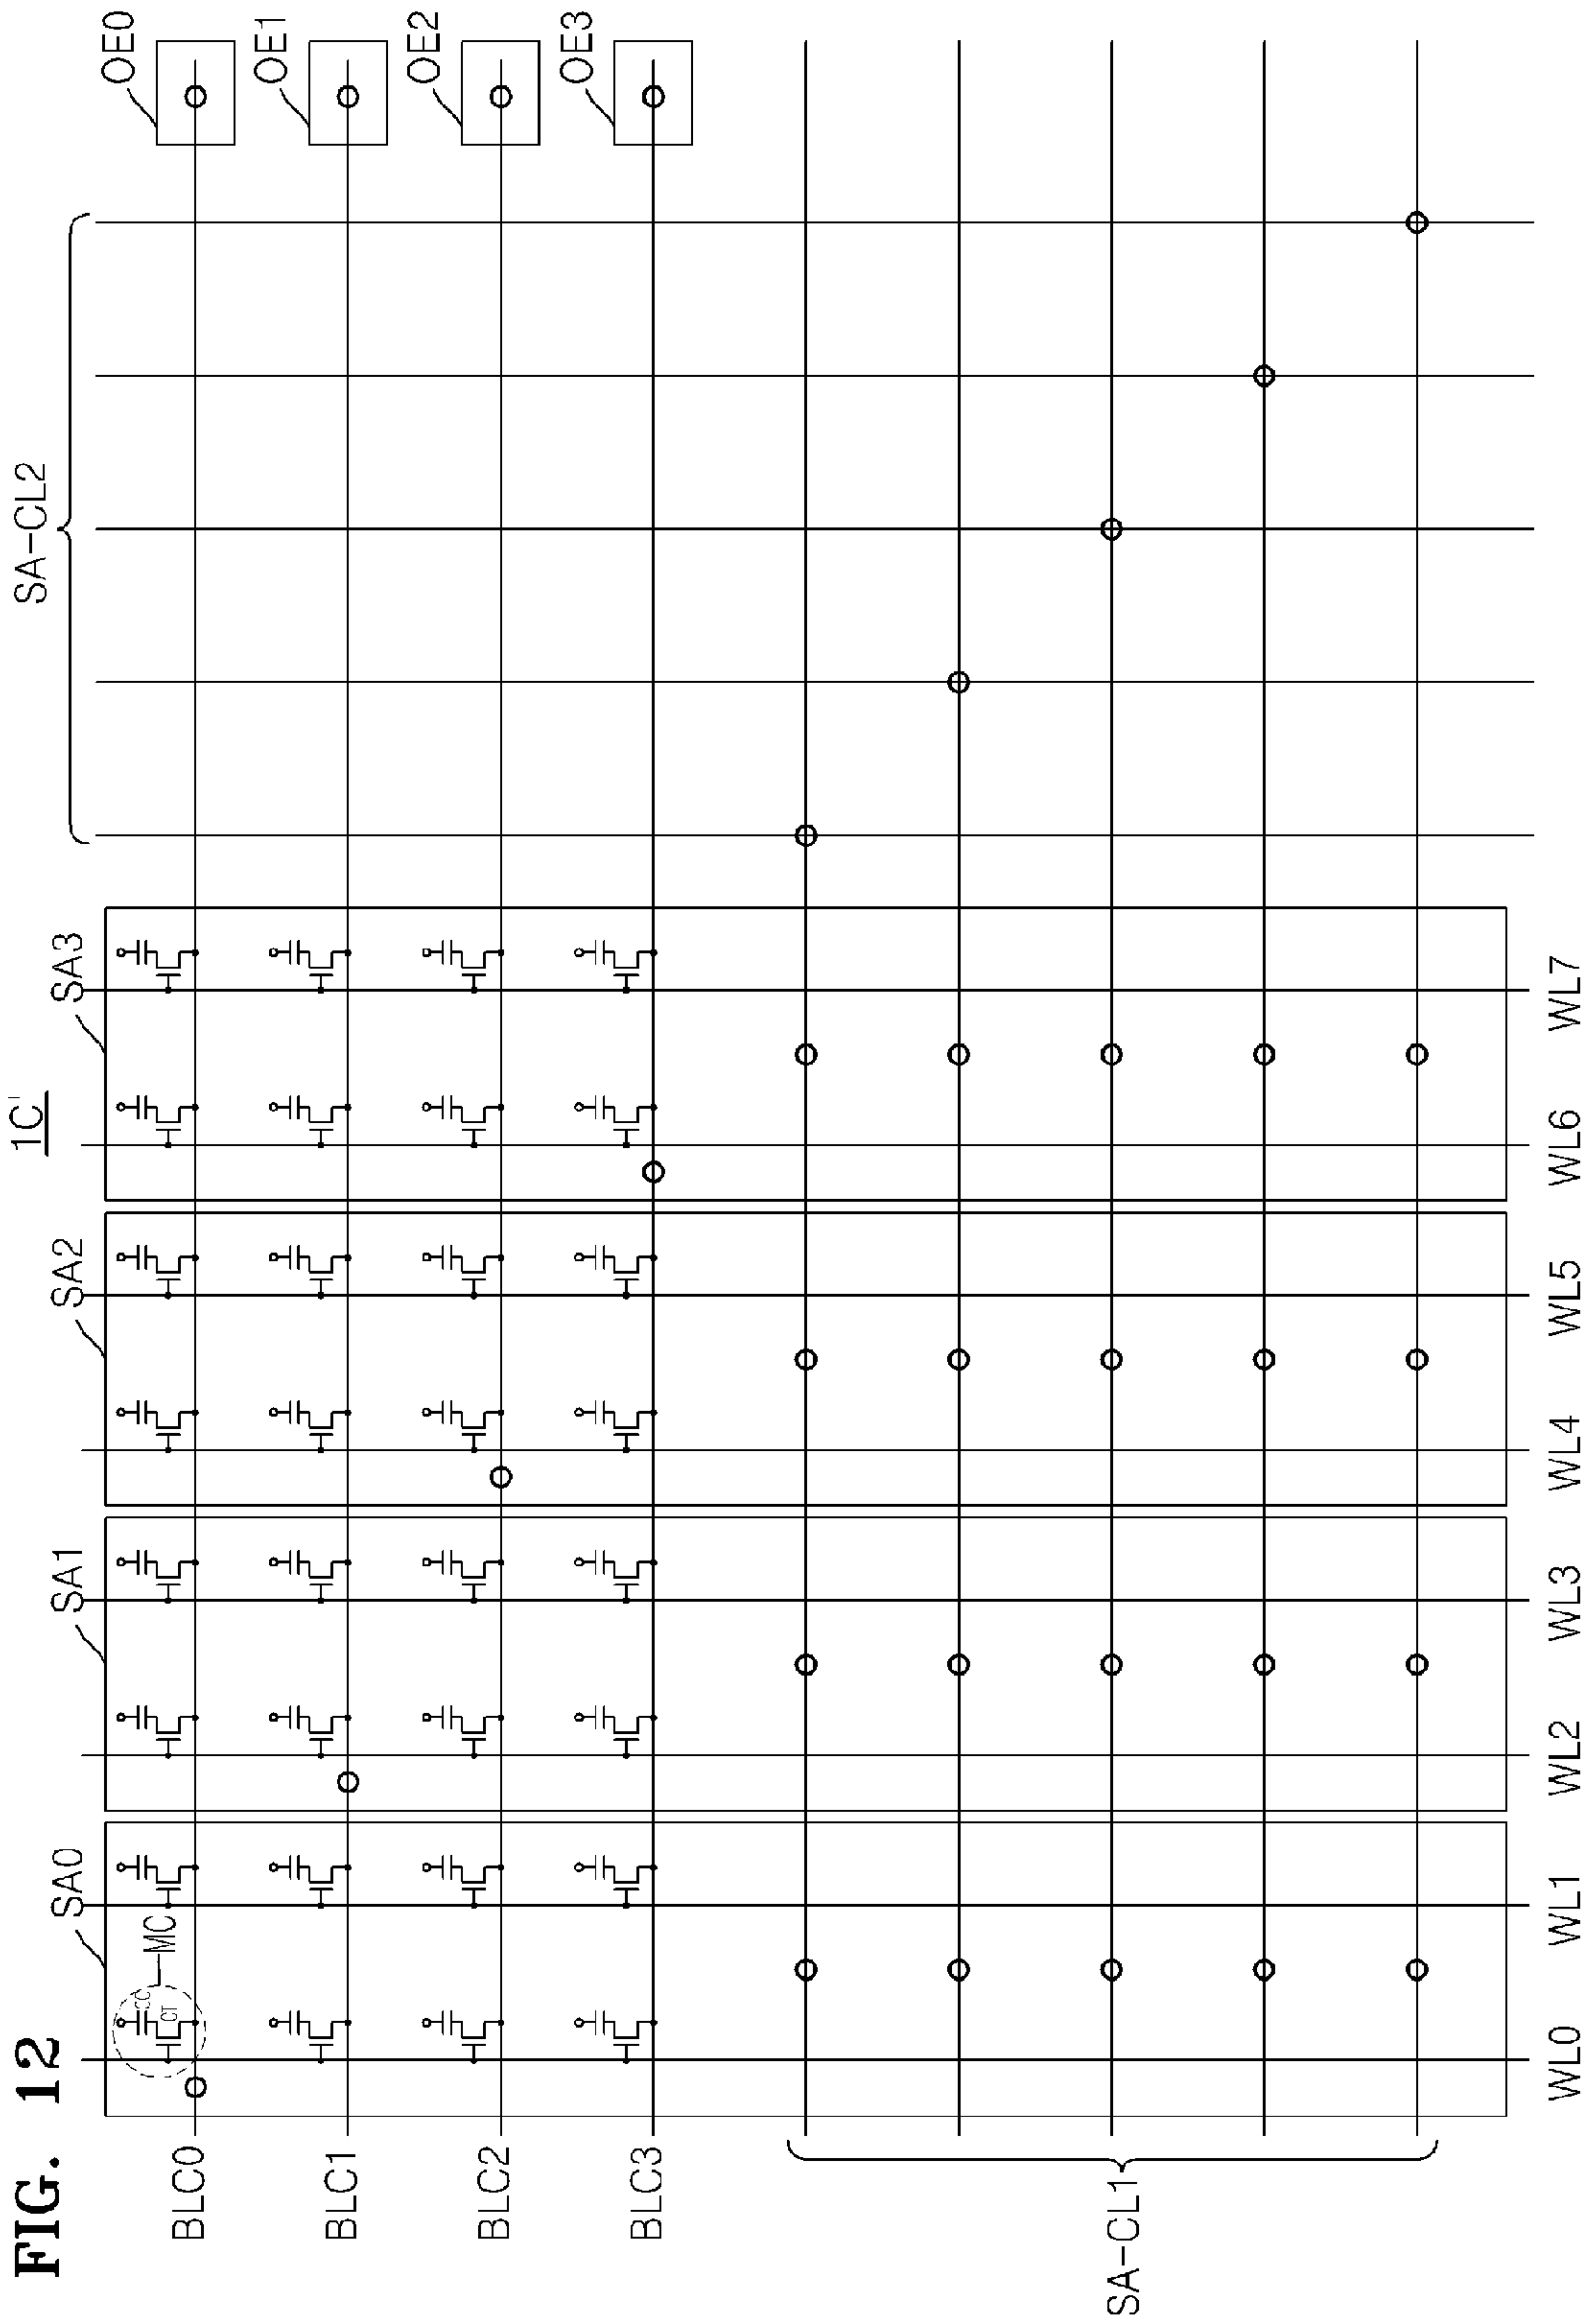 FIG. 12
1C'
SA-CL2
SA0
SA1
SA2
SA3
OE0
OE1
OE2
OE3
MC
CC
CT
BLC0
BLC1
BLC2
BLC3
SA-CL1
WL0
WL1
WL2
WL3
WL4
WL5
WL6
WL7